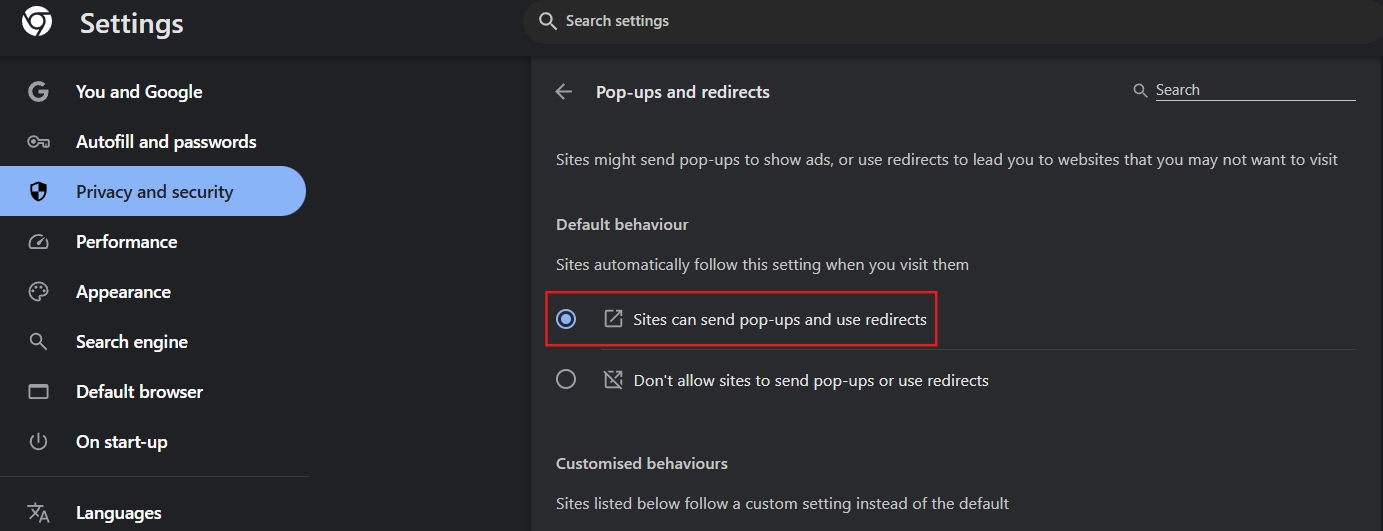 Settings
Search settings
You and Google
Autofill and passwords
Privacy and security
Performance
Appearance
Search engine
Default browser
On start-up
Languages
Pop-ups and redirects
Search
Sites might send pop-ups to show ads, or use redirects to lead you to websites that you may not want to visit
Default behaviour
Sites automatically follow this setting when you visit them
Sites can send pop-ups and use redirects
Don't allow sites to send pop-ups or use redirects
Customised behaviours
Sites listed below follow a custom setting instead of the default